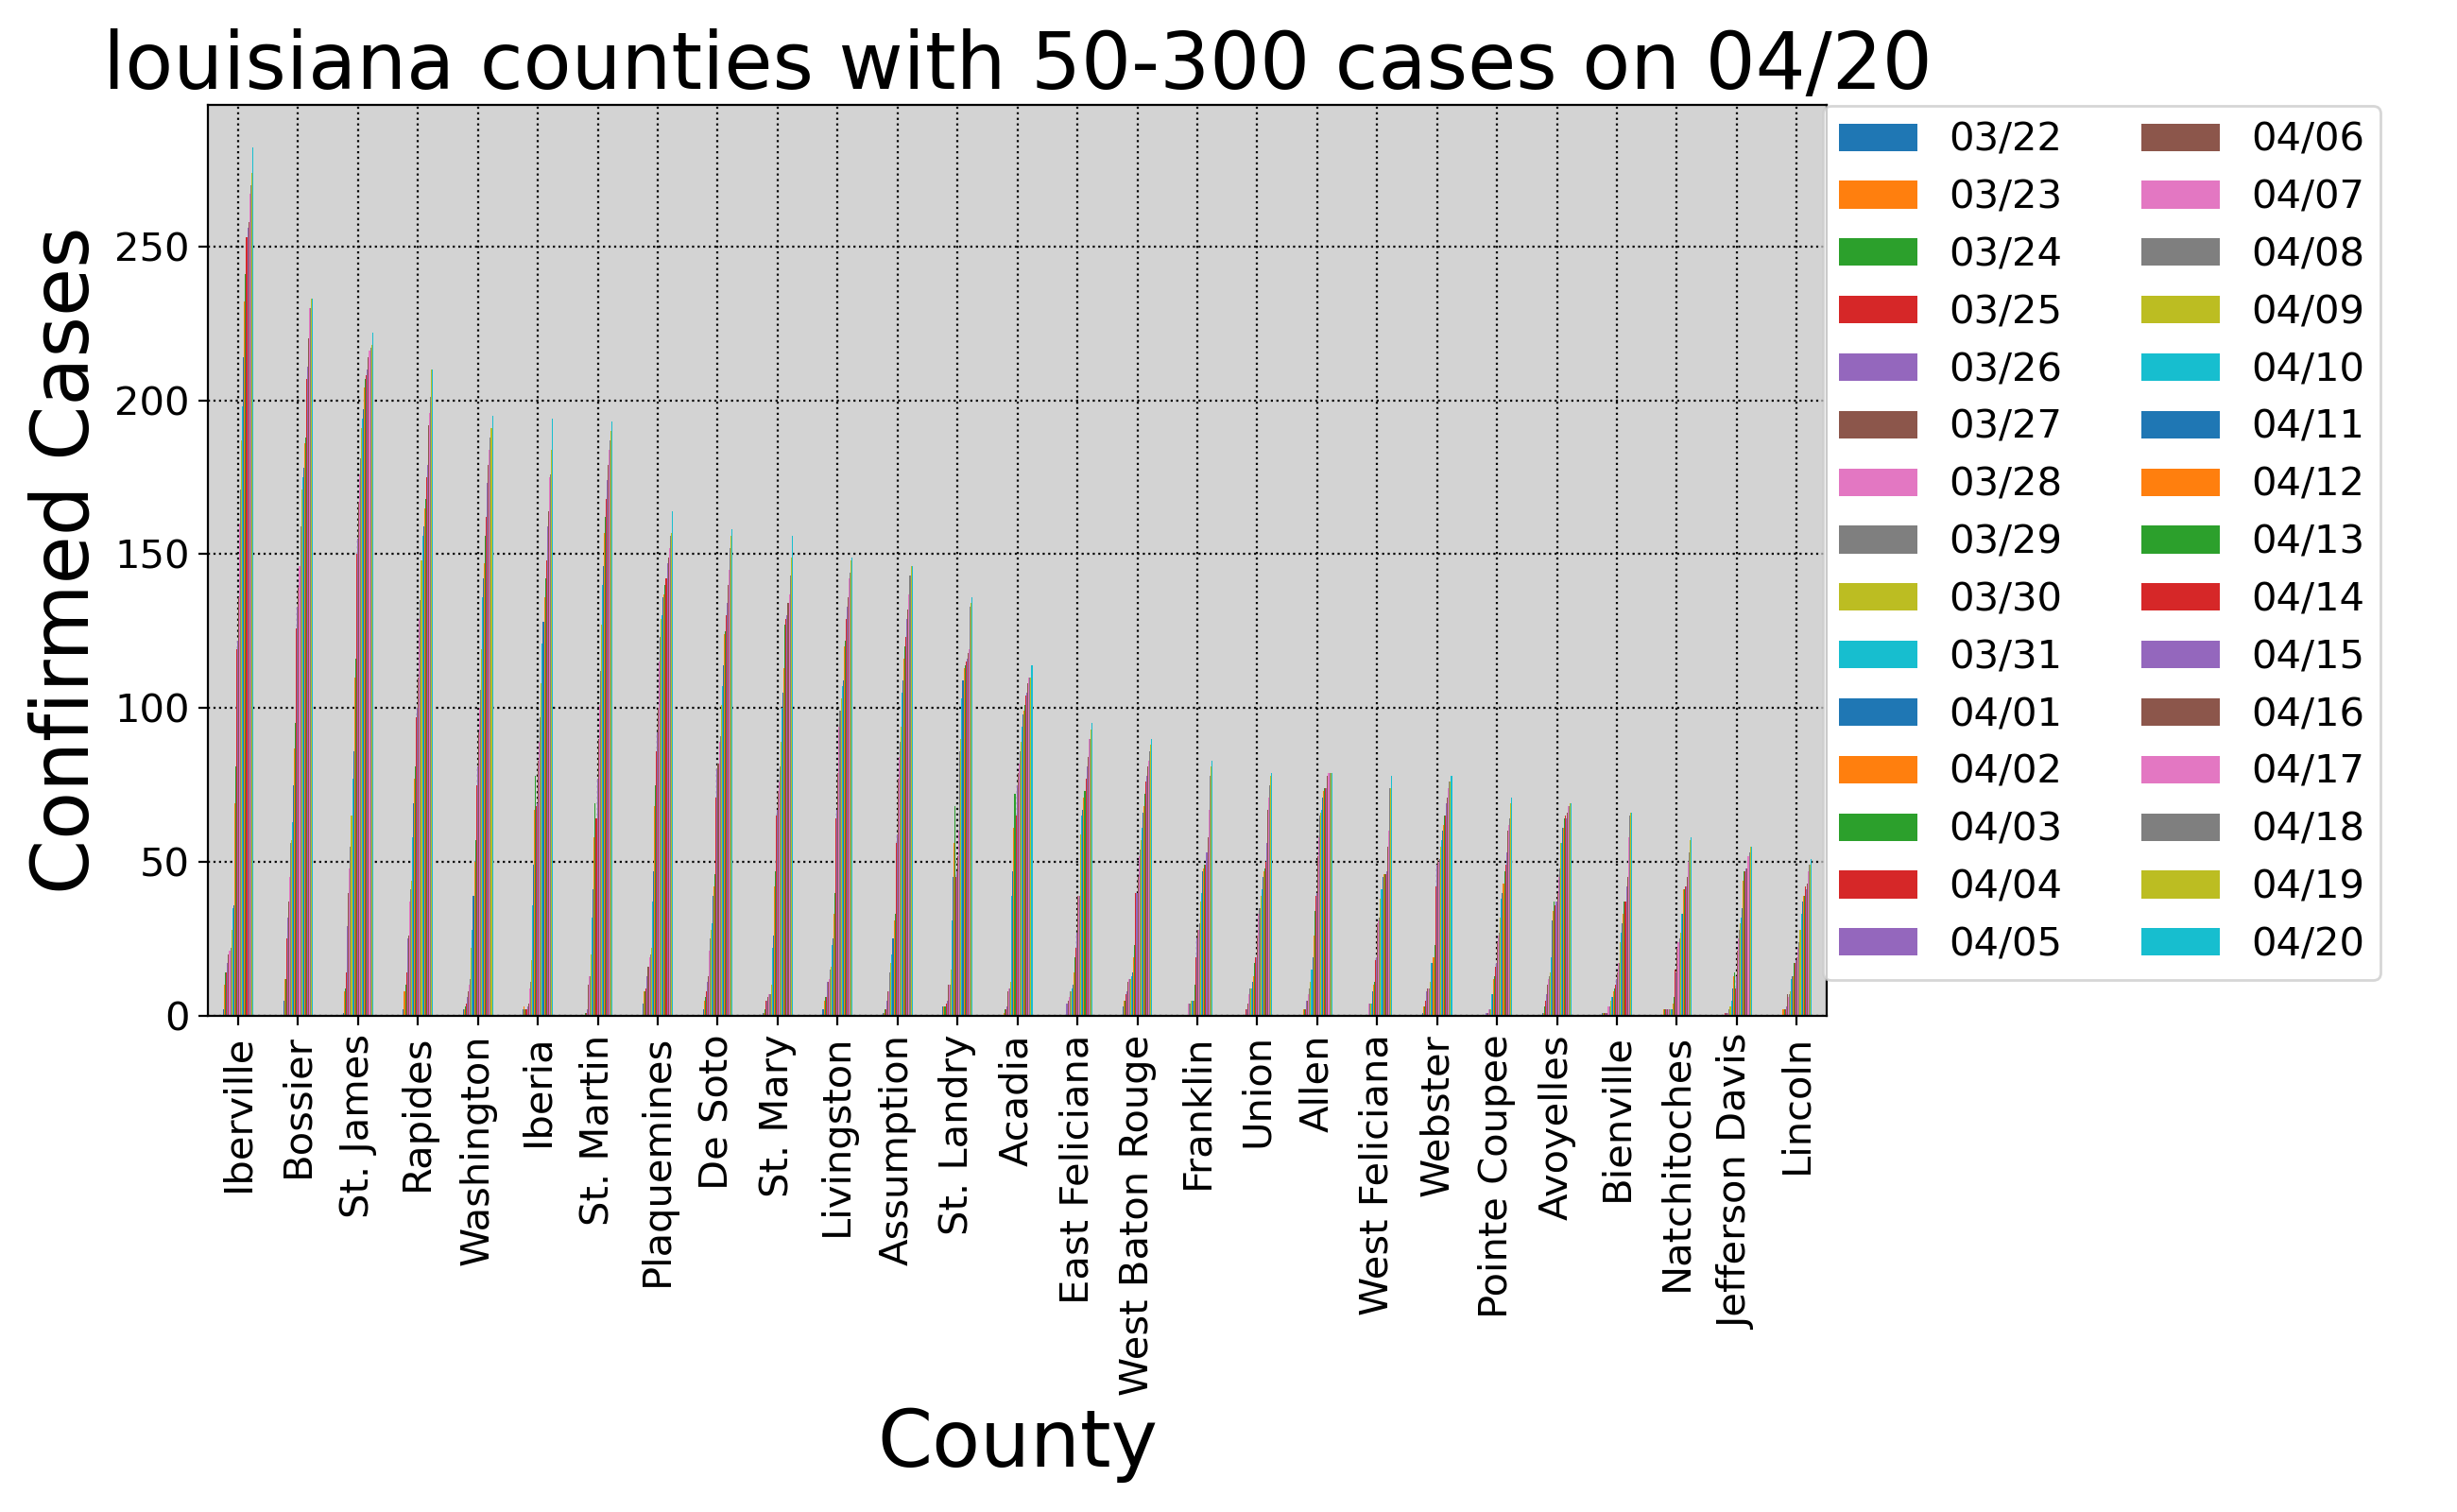 louisiana counties with 50-300 cases on 04/20
Confirmed Cases
250
200
150
100
50
0
Iberville
Bossier
St. James
Rapides
Washington
Iberia
St. Martin
Plaquemines
De Soto
St. Mary
Livingston
Assumption
St. Landry
Acadia
East Feliciana
West Baton Rouge
Franklin
Union
Allen
West Feliciana
Webster
Pointe Coupee
Avoyelles
Bienville
Natchitoches
Jefferson Davis
Lincoln
County
03/22
03/23
03/24
03/25
03/26
03/27
03/28
03/29
03/30
03/31
04/01
04/02
04/03
04/04
04/05
04/06
04/07
04/08
04/09
04/10
04/11
04/12
04/13
04/14
04/15
04/16
04/17
04/18
04/19
04/20